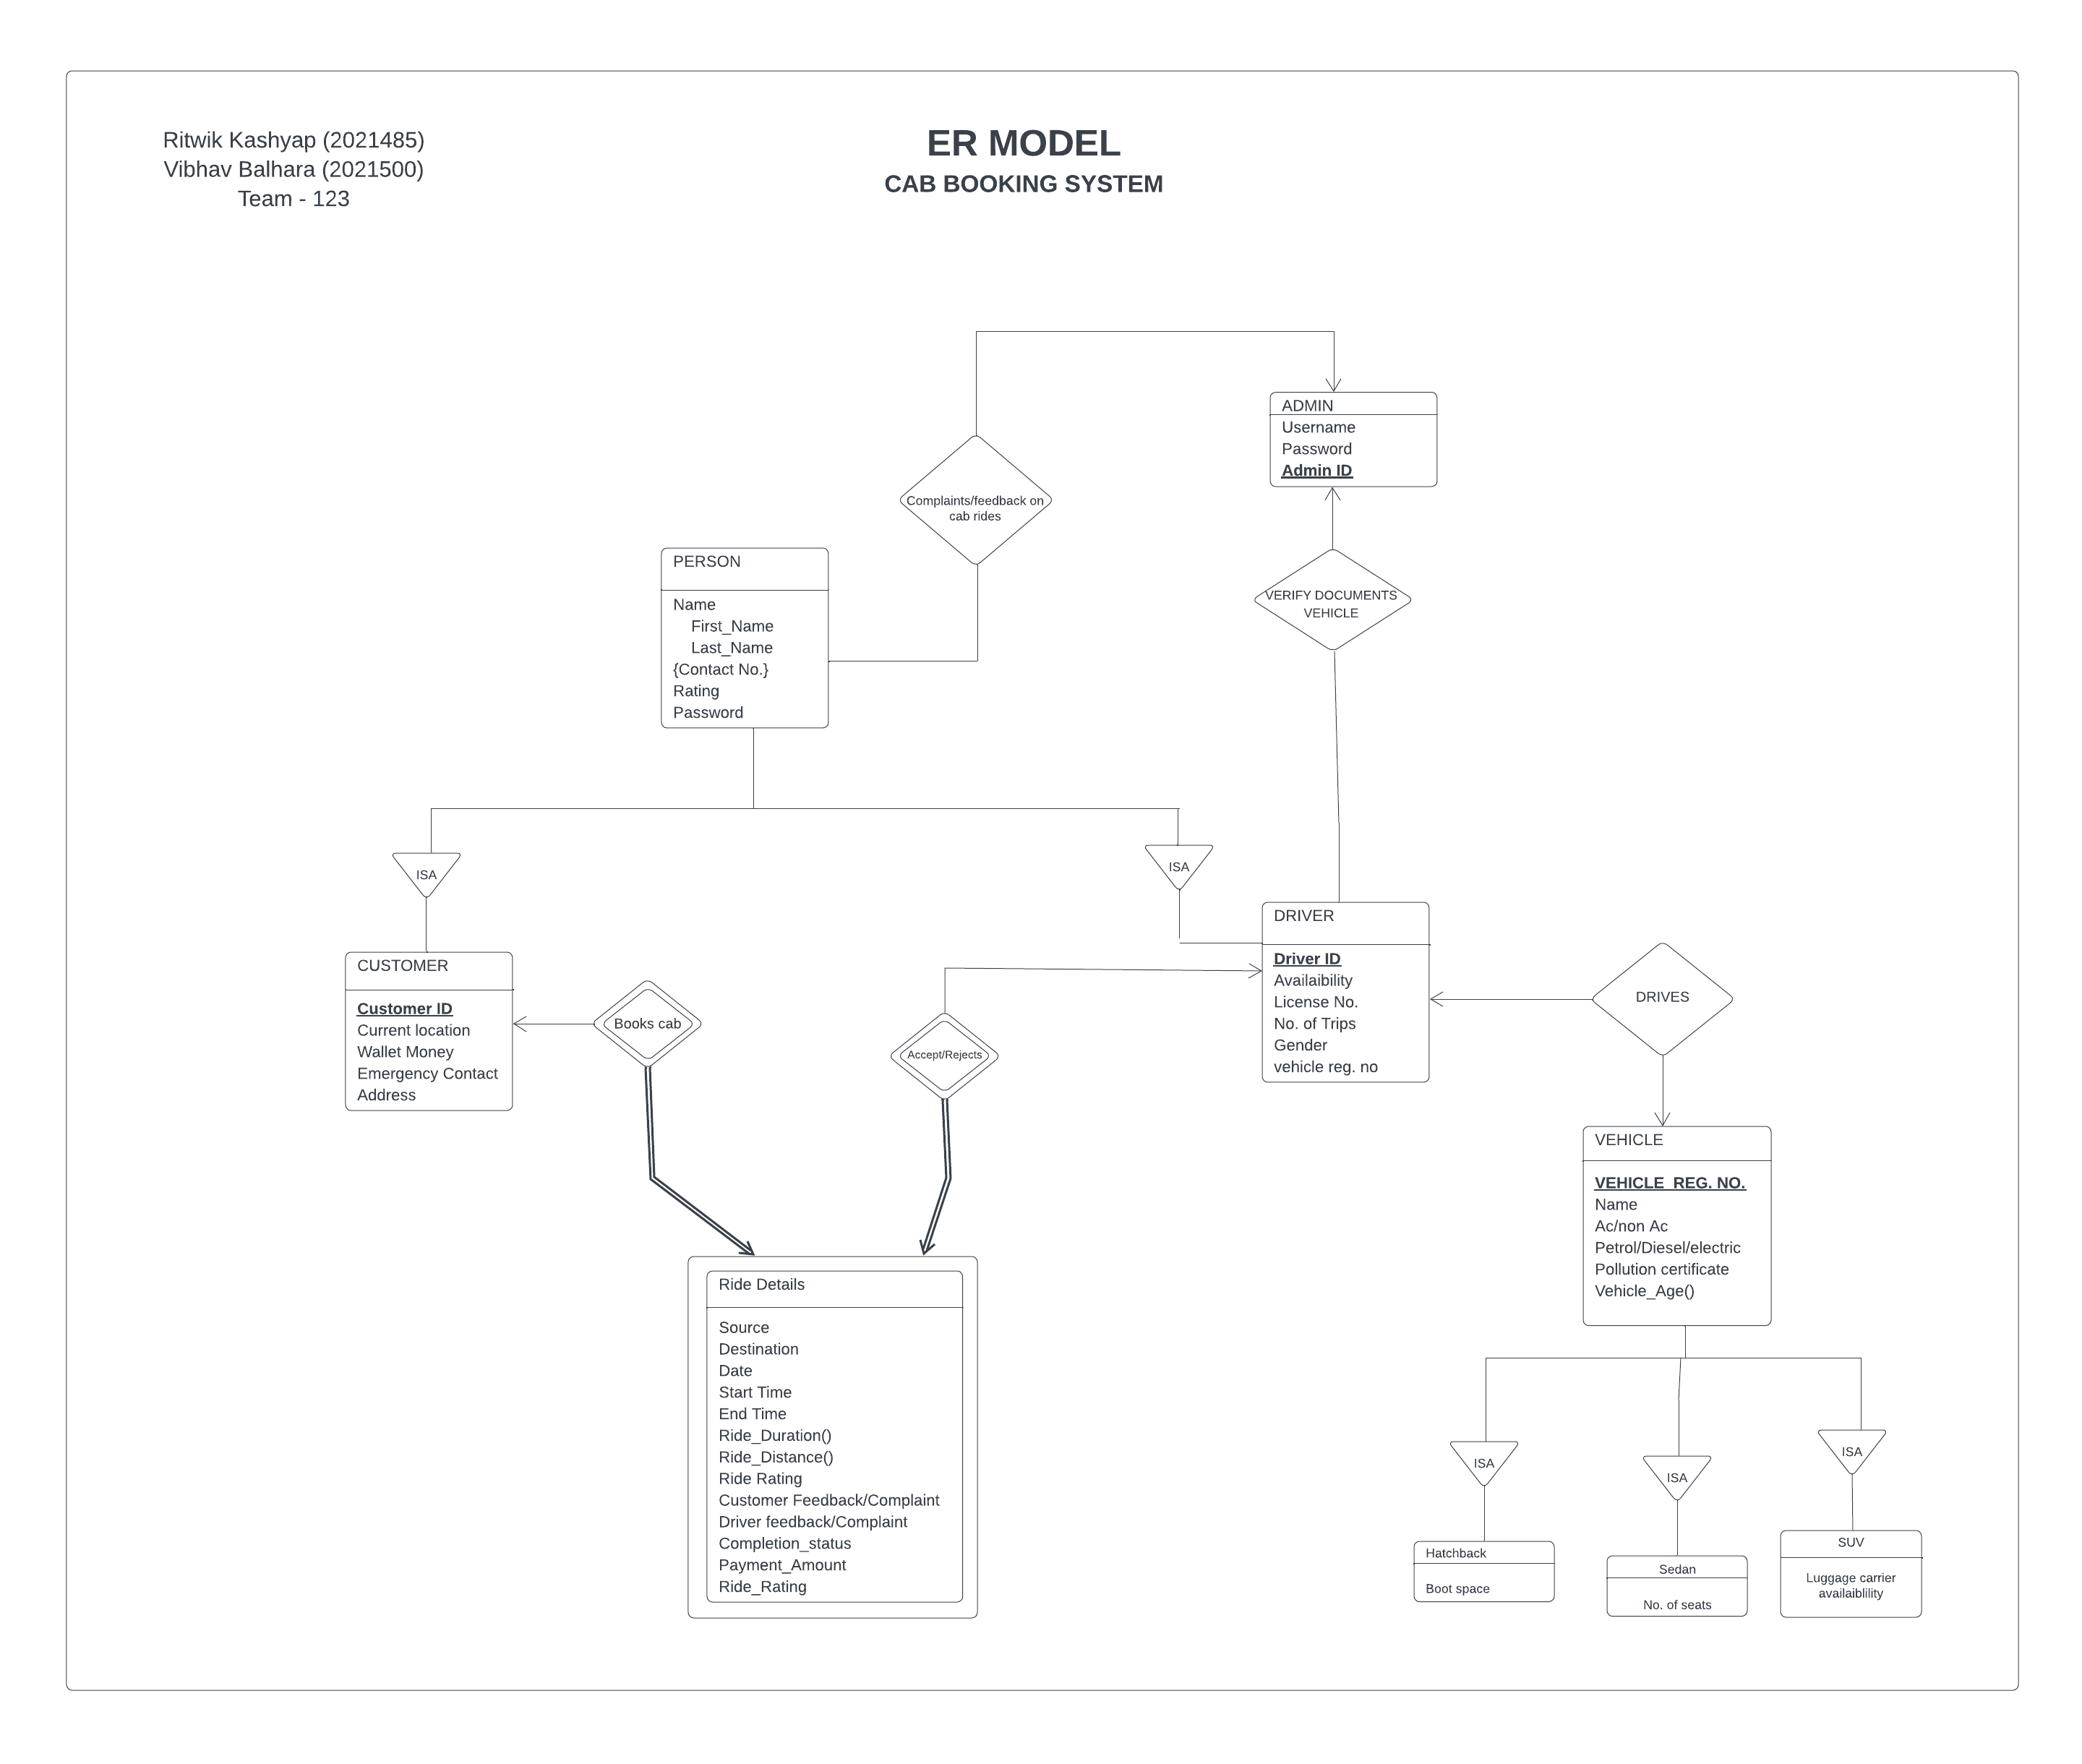 Ritwik Kashyap (2021485)
Vibhav Balhara (2021500)
Team - 123
ER MODEL
CAB BOOKING SYSTEM
ADMIN
Username
Password
Admin ID
Complaints/feedback on
cab rides
PERSON
Name
First_Name
Last_Name
{Contact No.}
Rating
Password
VERIFY DOCUMENTS
VEHICLE
ISA
ISA
CUSTOMER
Customer ID
Current location
Wallet Money
Emergency Contact
Address
Books cab
Accept/Rejects
DRIVER
Driver ID
Availaibility
License No.
No. of Trips
Gender
vehicle reg. no
DRIVES
VEHICLE
VEHICLE_REG. NO.
Name
Ac/non Ac
Petrol/Diesel/electric
Pollution certificate
Vehicle_Age()
Ride Details
Source
Destination
Date
Start Time
End Time
Ride_Duration()
Ride_Distance()
Ride Rating
Customer Feedback/Complaint
Driver feedback/Complaint
Completion_status
Payment_Amount
Ride_Rating
ISA
ISA
ISA
Hatchback
Boot space
Sedan
No. of seats
SUV
Luggage carrier
availaiblility